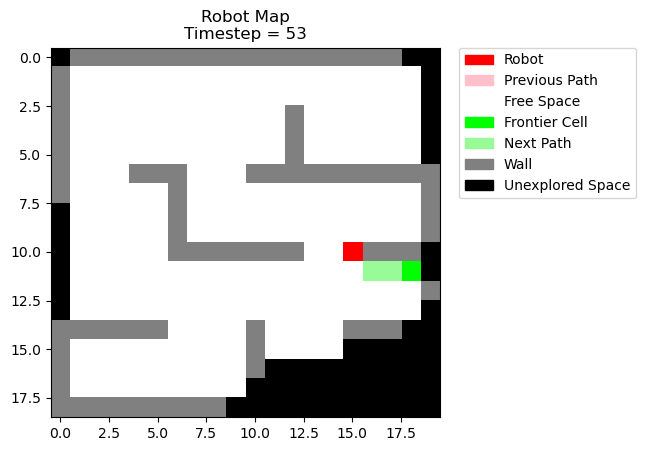 Robot Map
Timestep = 53
0.0
2.5
5.0
7.5
10.0
12.5
15.0
17.5
0.0
2.5
5.0
7.5
10.0
12.5
15.0
17.5
Robot
Previous Path
Free Space
Frontier Cell
Next Path
Wall
Unexplored Space